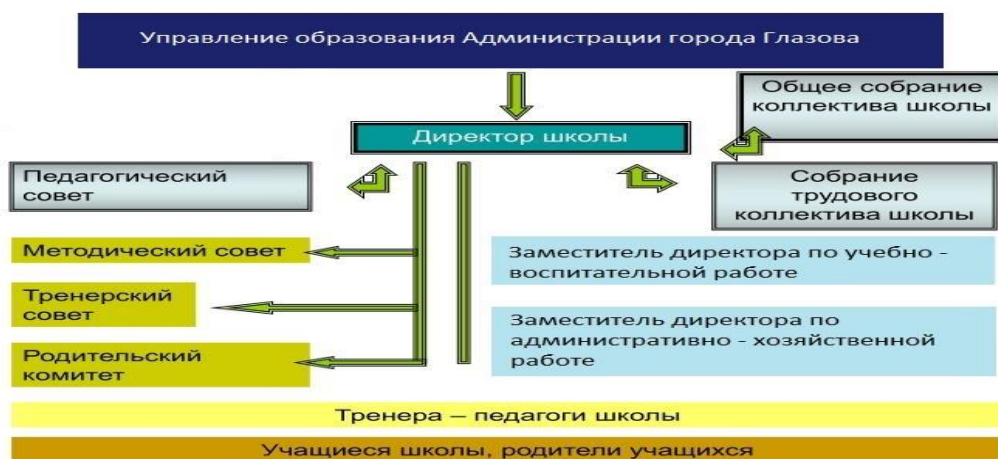 Управление образования Администрации города Глазова
Общее собрание
коллектива школы
Директор школы
Педагогический
совет
Собрание
трудового
коллектива школы
Методический совет
Заместитель директора по учебно -
воспитательной работе
Тренерский
совет
Заместитель директора по
административно - хозяйственной
работе
Родительский
комитет
Тренера – педагоги школы
Учащиеся школы, родители учащихся